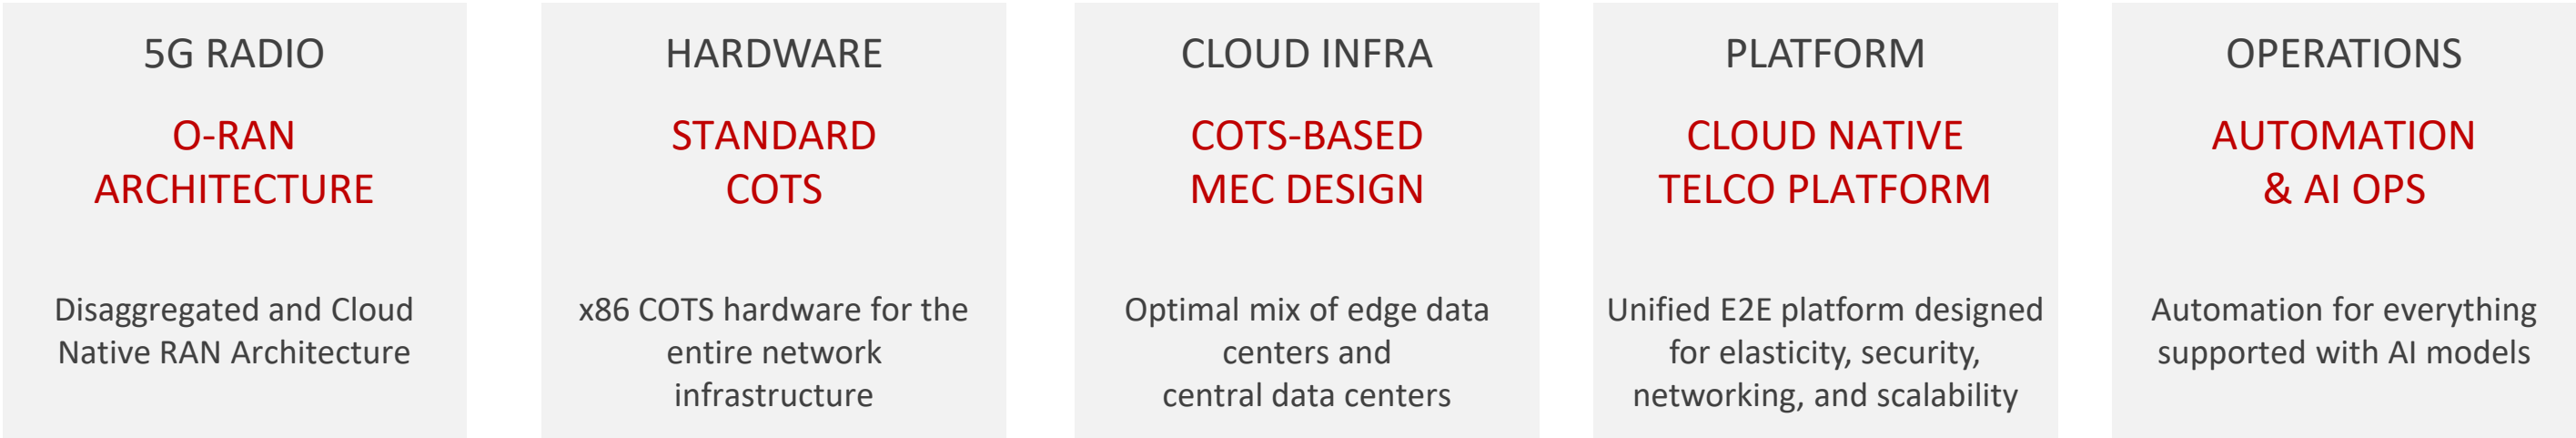 5G RADIO
O-RAN
ARCHITECTURE
Disaggregated and Cloud
Native RAN Architecture
HARDWARE
STANDARD
COTS
x86 COTS hardware for the
entire network
infrastructure
CLOUD INFRA
COTS-BASED
MEC DESIGN
Optimal mix of edge data
centers and
central data centers
PLATFORM
CLOUD NATIVE
TELCO PLATFORM
Unified E2E platform designed
for elasticity, security,
networking, and scalability
OPERATIONS
AUTOMATION
& AI OPS
Automation for everything
supported with AI models